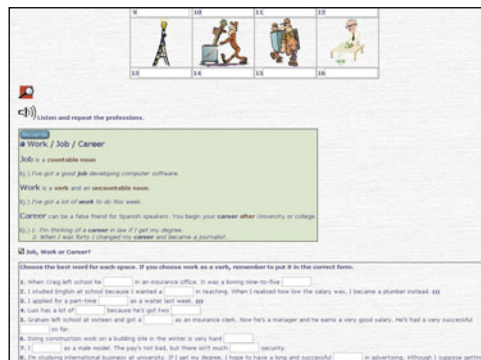 9 10 11 12
13 14 15 16
Listen and repeat the professions.
Remember
Work / Job / Career
Job is a countable noun
Ej.) I've got a good job developing computer software.
Work is a verb and an uncountable noun.
Ej.) I've got a lot of work to do this week.
Career can be a false friend for Spanish speakers. You begin your career after University or college.
Ej.) 1. I'm thinking of a career in law if I get my degree.
2. When I was forty I changed my career and became a journalist.
Job, Work or Career?
Choose the best word for each space. If you choose work as a verb, remember to put it in the correct form.
1. When Craig left school he in an insurance office. It was a boring nine-to-five .
2. I studied English at school because I wanted a in teaching. When I realized how low the salary was, I became a plumber instead.
3. I applied for a part-time as a waiter last week.
4. Luis has a lot of because he's got two
5. Graham left school at sixteen and got a as an insurance clerk. Now he's a manager and he earns a very good salary. He's had a very successful
so far.
6. Doing construction work on a building site in the winter is very hard
7. I as a male model. The pay's not bad, but there isn't much security.
8. I'm studying international business at university. If I get my degree, I hope to have a long and successful in advertising. Although I suppose getting